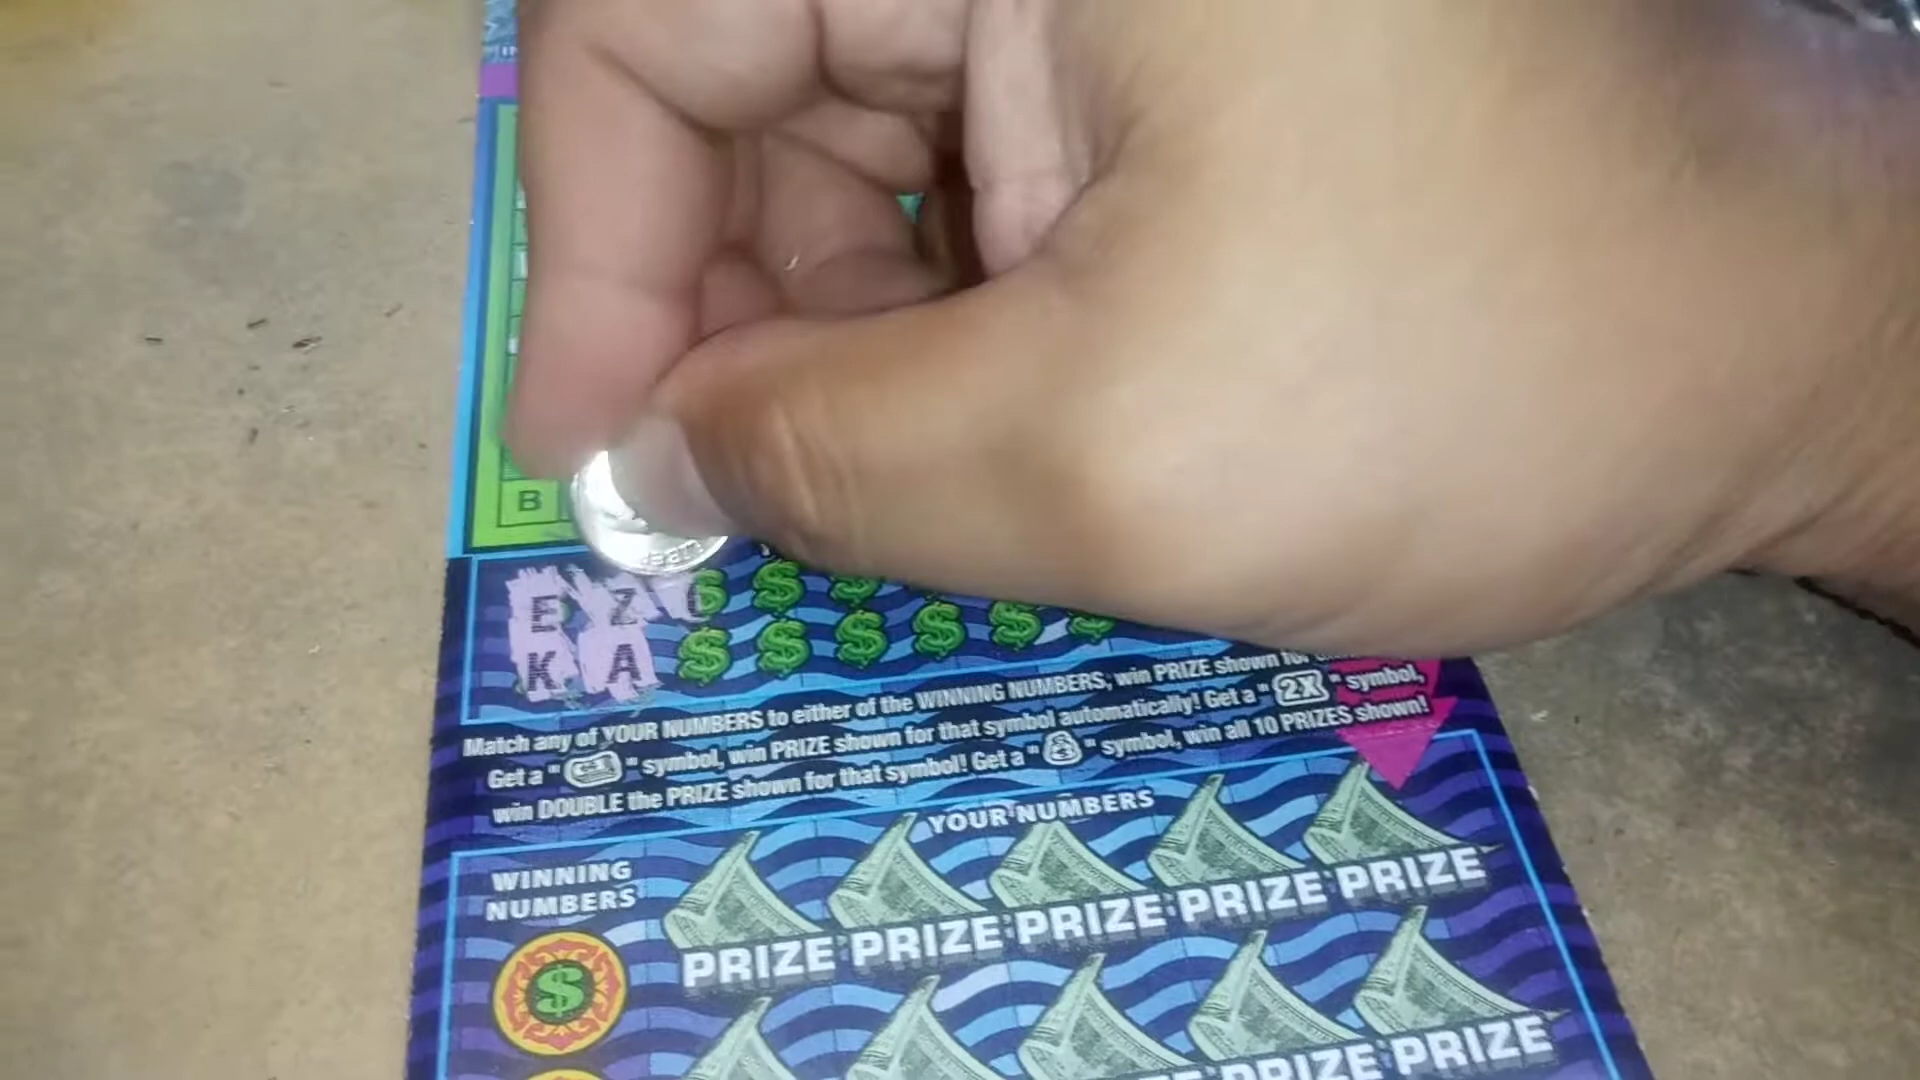 B
E Z
K A
Match any of YOUR NUMBERS to either of the WINNING NUMBERS, win PRIZE shown for
Get a " " symbol, win PRIZE shown for that symbol automatically! Get a " 2X " symbol,
win DOUBLE the PRIZE shown for that symbol! Get a " " symbol, win all 10 PRIZES shown!
YOUR NUMBERS
WINNING
NUMBERS
PRIZE PRIZE PRIZE PRIZE PRIZE
PRIZE PRIZE